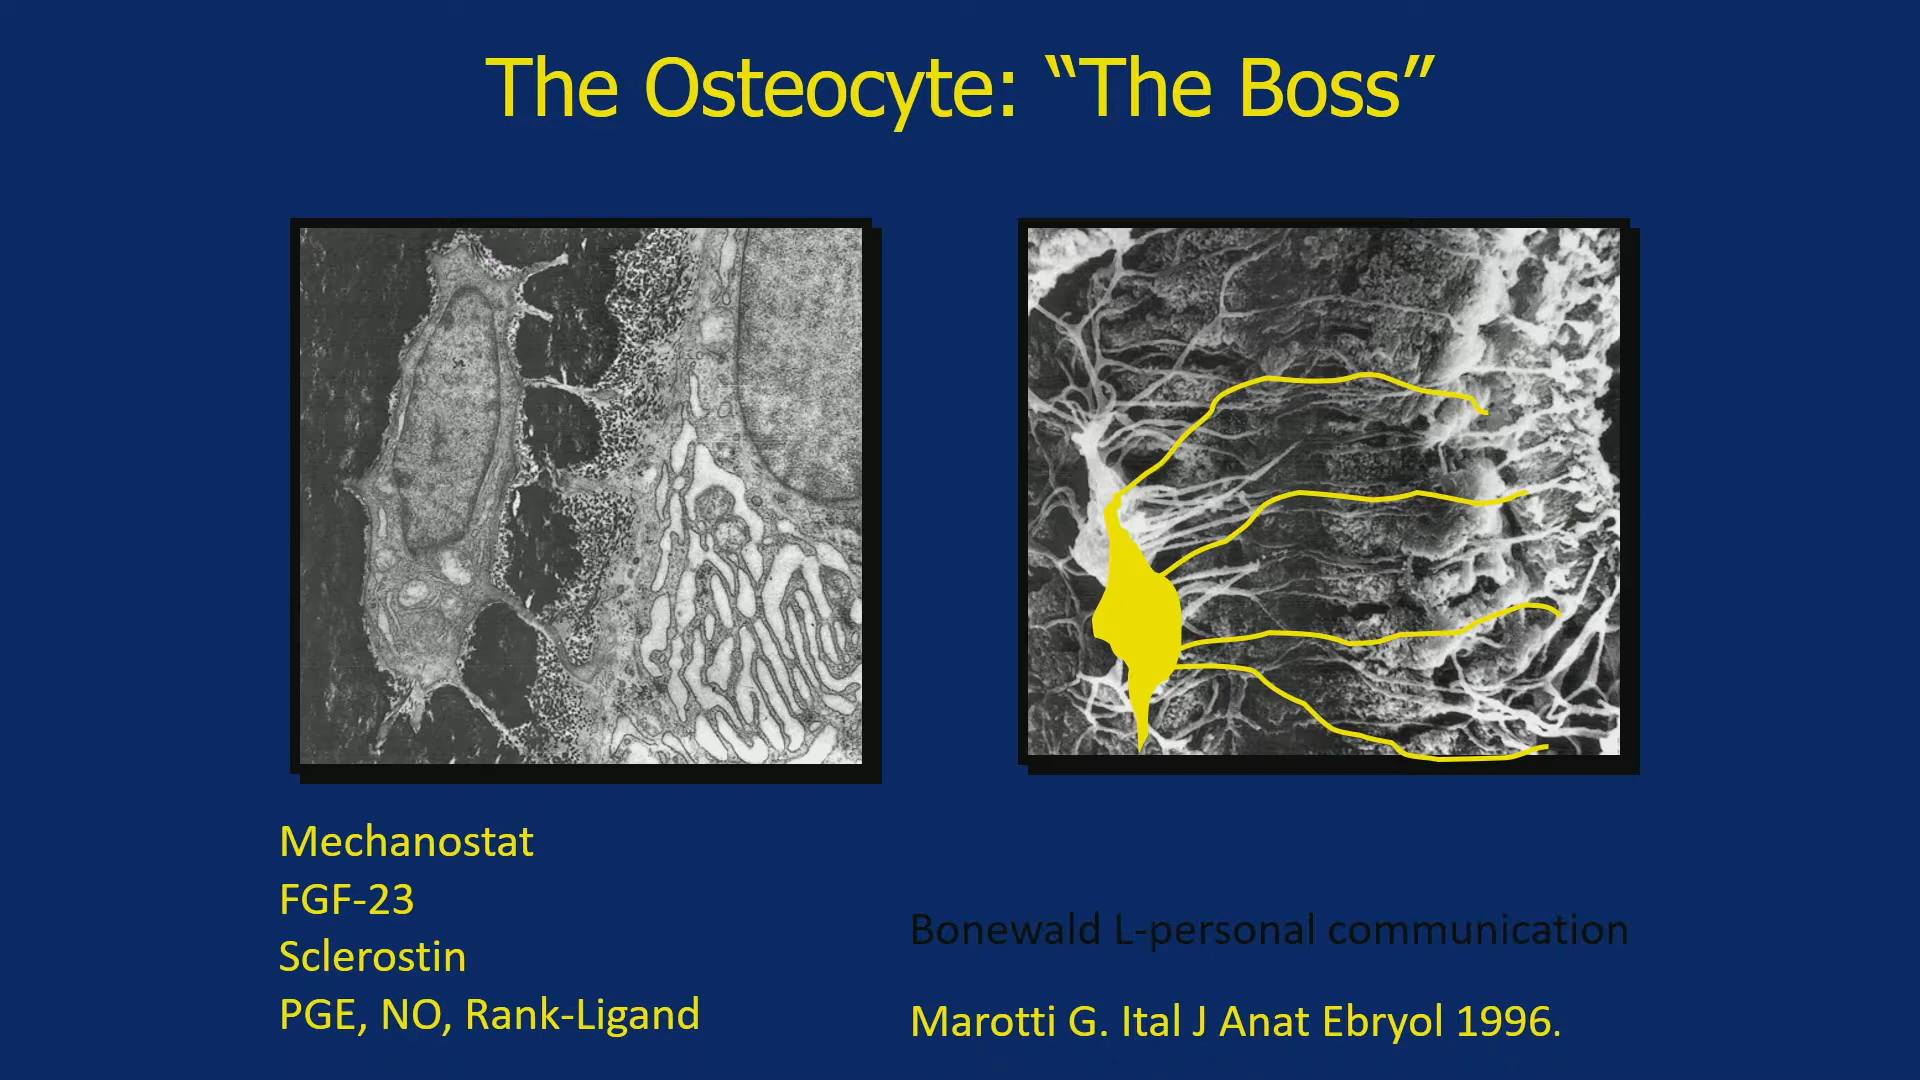 The Osteocyte: “The Boss”
Mechanostat
FGF-23
Sclerostin
PGE, NO, Rank-Ligand
Bonewald L-personal communication
Marotti G. Ital J Anat Ebryol 1996.